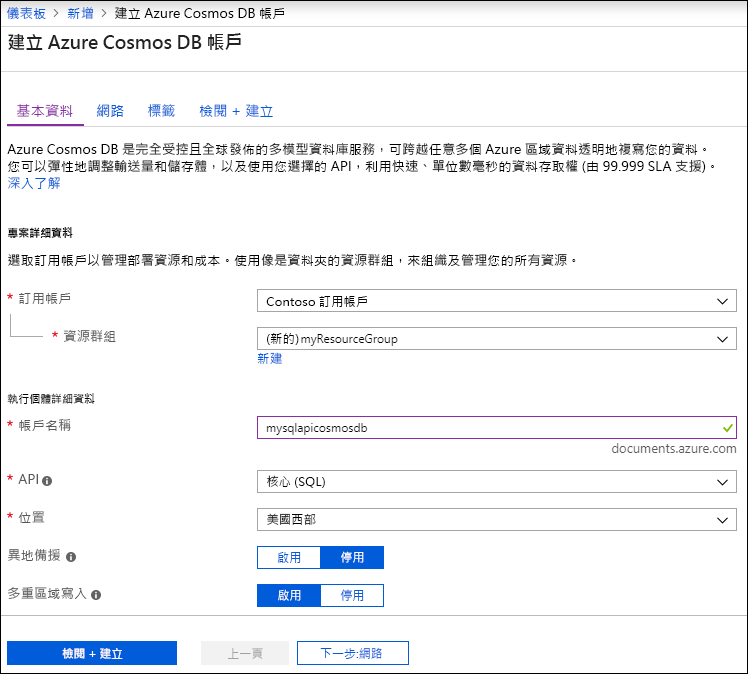 儀表板 > 新增 > 建立 Azure Cosmos DB 帳戶
建立 Azure Cosmos DB 帳戶
基本資料 網路 標籤 檢閱 + 建立
Azure Cosmos DB 是完全受控且全球發佈的多模型資料庫服務，可跨越任意多個 Azure 區域資料透明地複寫您的資料。
您可以彈性地調整輸送量和儲存體，以及使用您選擇的 API，利用快速、單位數毫秒的資料存取權 (由 99.999 SLA 支援)。
深入了解
專案詳細資料
選取訂用帳戶以管理部署資源和成本。使用像是資料夾的資源群組，來組織及管理您的所有資源。
* 訂用帳戶 Contoso 訂用帳戶
* 資源群組 (新的)myResourceGroup
新建
執行個體詳細資料
* 帳戶名稱 mysqlapicosmosdb
documents.azure.com
* API 核心 (SQL)
* 位置 美國西部
異地備援 啟用 停用
多重區域寫入 啟用 停用
檢閱 + 建立 上一頁 下一步:網路